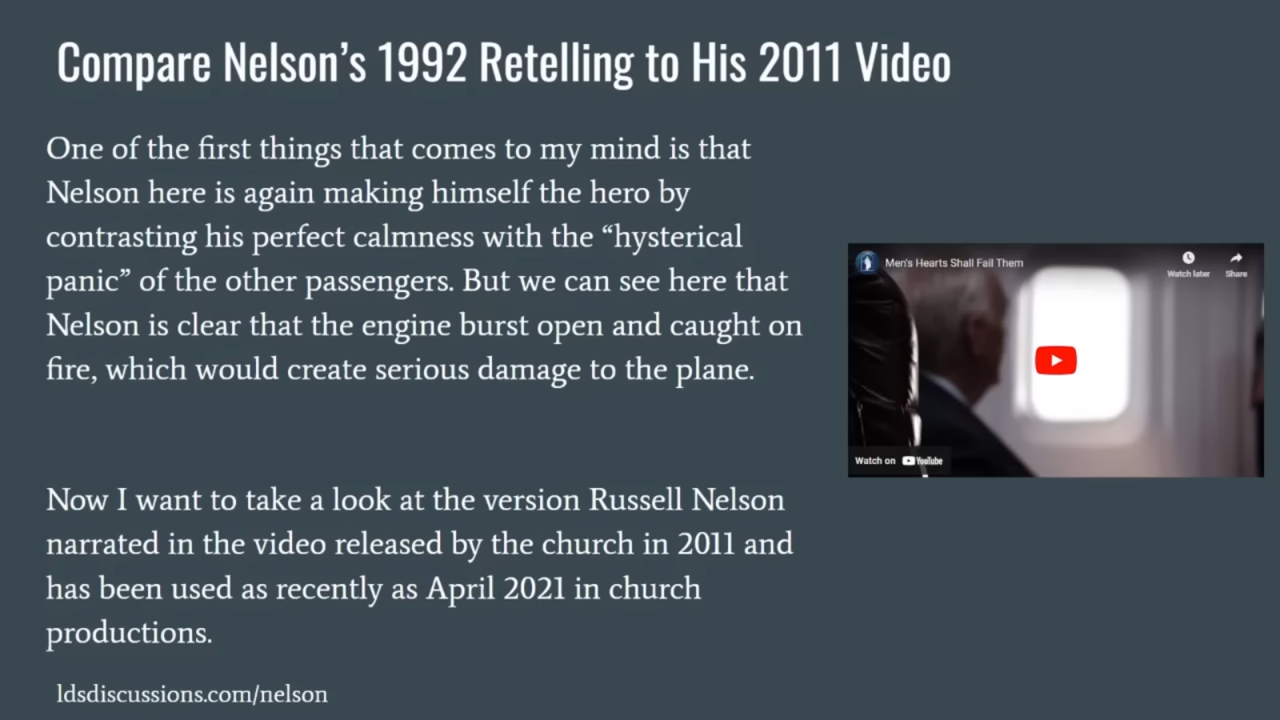 Compare Nelson’s 1992 Retelling to His 2011 Video
One of the first things that comes to my mind is that
Nelson here is again making himself the hero by
contrasting his perfect calmness with the “hysterical
panic” of the other passengers. But we can see here that
Nelson is clear that the engine burst open and caught on
fire, which would create serious damage to the plane.
Men's Hearts Shall Fail Them
Watch later
Share
Watch on YouTube
Now I want to take a look at the version Russell Nelson
narrated in the video released by the church in 2011 and
has been used as recently as April 2021 in church
productions.
ldsdiscussions.com/nelson